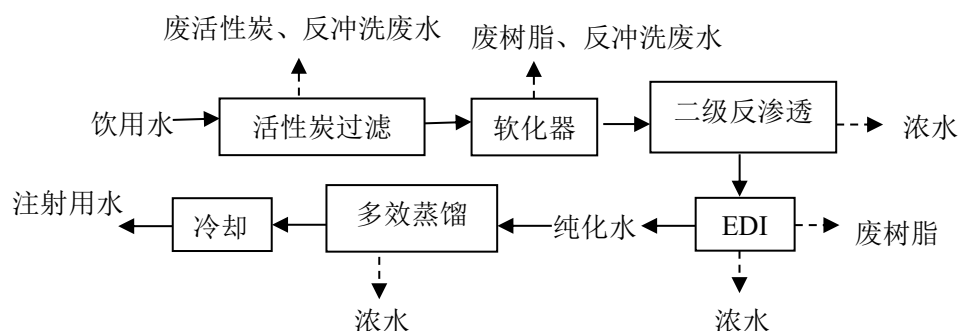 废活性炭、反冲洗废水
废树脂、反冲洗废水
饮用水
活性炭过滤
软化器
二级反渗透
浓水
注射用水
冷却
多效蒸馏
纯化水
EDI
废树脂
浓水
浓水